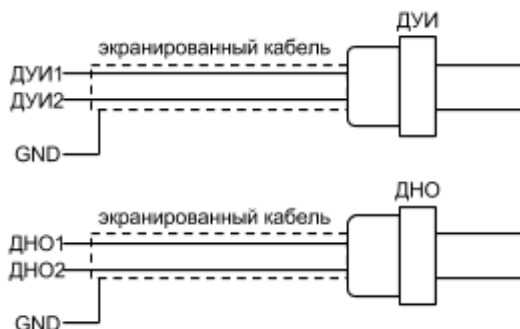 ДУИ
экранированный кабель
ДУИ1
ДУИ2
GND
ДНО
экранированный кабель
ДНО1
ДНО2
GND